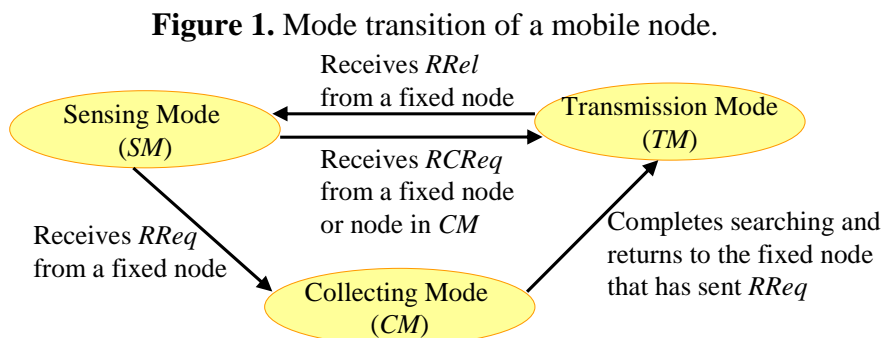 Figure 1. Mode transition of a mobile node.
Receives RRel
from a fixed node
Sensing Mode
(SM)
Transmission Mode
(TM)
Receives RCReq
from a fixed node
or node in CM
Receives RReq
from a fixed node
Completes searching and
returns to the fixed node
that has sent RReq
Collecting Mode
(CM)